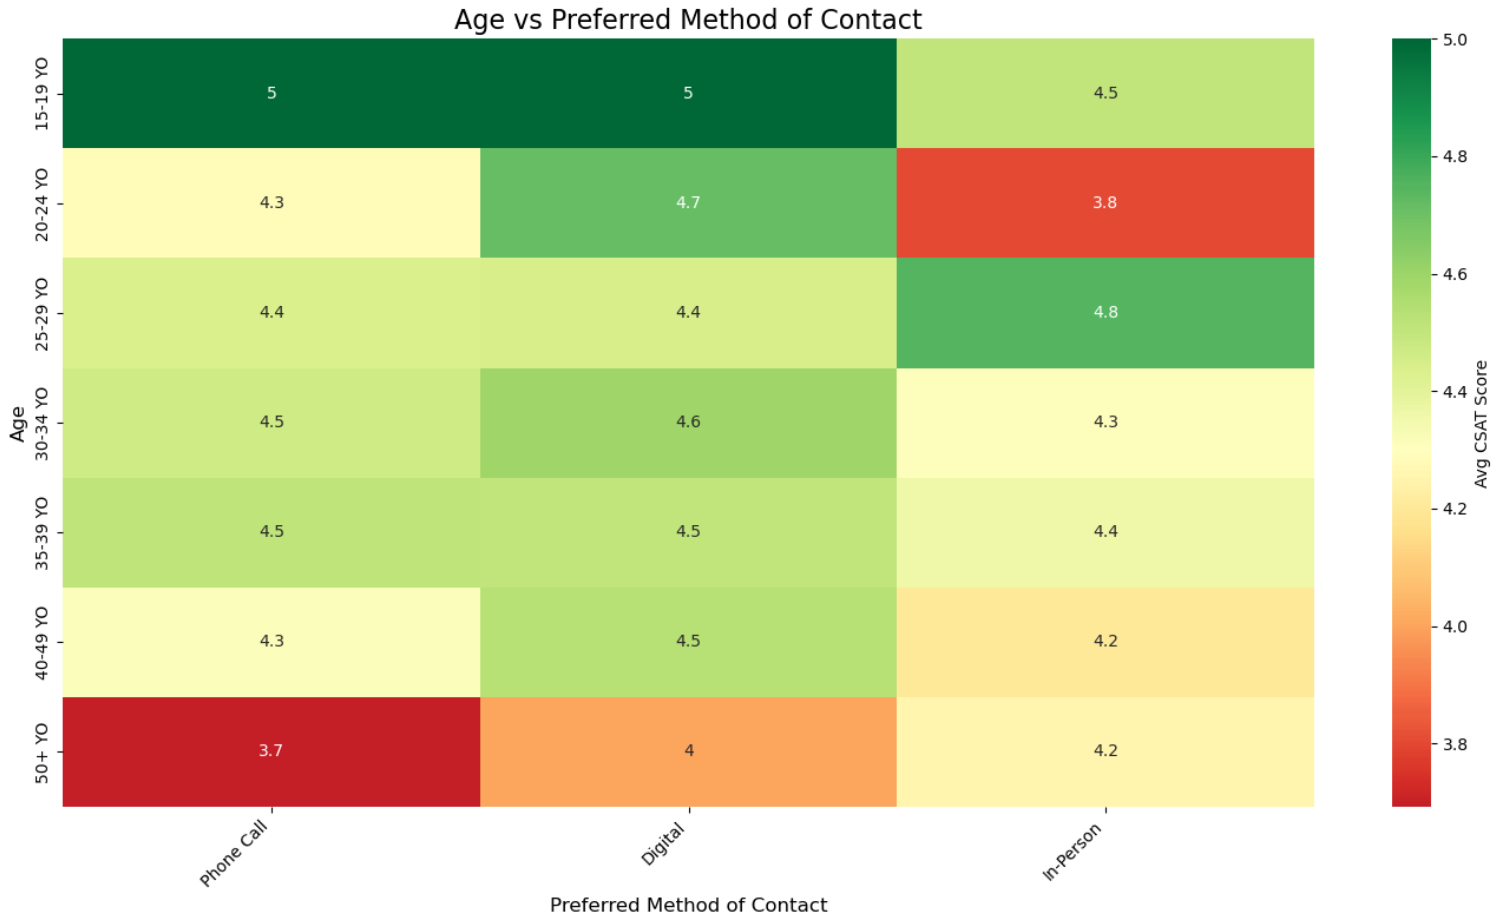 Age vs Preferred Method of Contact
Age
15-19 YO
5
5
4.5
20-24 YO
4.3
4.7
3.8
25-29 YO
4.4
4.4
4.8
30-34 YO
4.5
4.6
4.3
35-39 YO
4.5
4.5
4.4
40-49 YO
4.3
4.5
4.2
50+ YO
3.7
4
4.2
Phone Call
Digital
In-Person
Preferred Method of Contact
5.0
4.8
4.6
4.4
4.2
4.0
3.8
Avg CSAT Score